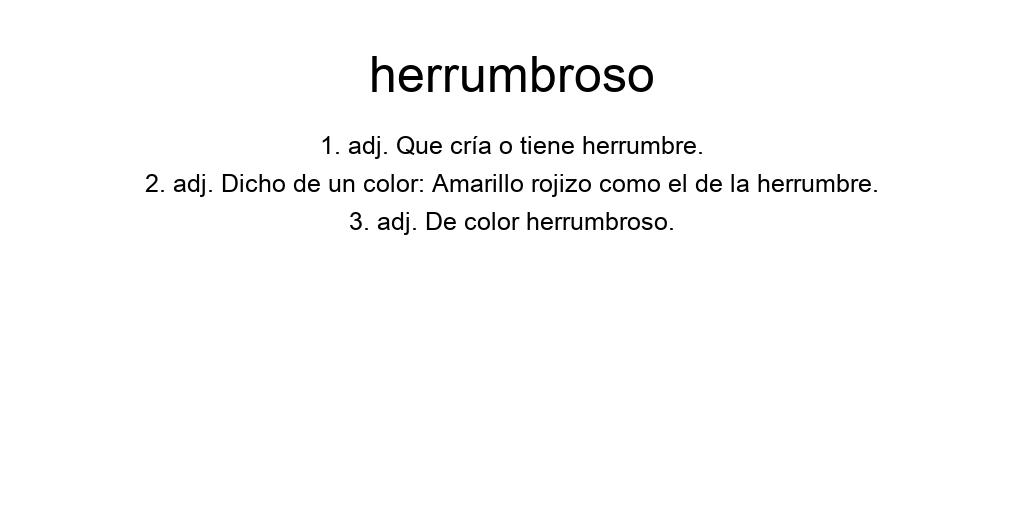 herrumbroso
1. adj. Que cría o tiene herrumbre.
2. adj. Dicho de un color: Amarillo rojizo como el de la herrumbre.
3. adj. De color herrumbroso.